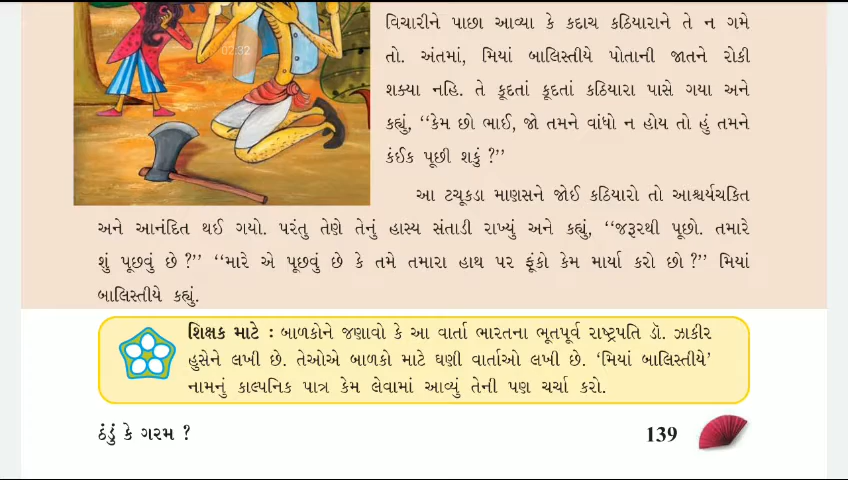 વિચારીને પાછા આવ્યા કે કદાચ કઠિયારાને તે ન ગમે
02:32
તો. અંતમાં, મિયાં બાલિસ્તીયે પોતાની જાતને રોકી
શક્યા નહિ. તે કૂદતાં કૂદતાં કઠિયારા પાસે ગયા અને
કહ્યું, “કેમ છો ભાઈ, જો તમને વાંધો ન હોય તો હું તમને
કંઈક પૂછી શકું ?”
આ ટચૂકડા માણસને જોઈ કઠિયારો તો આશ્ચર્યચકિત
અને આનંદિત થઈ ગયો. પરંતુ તેણે તેનું હાસ્ય સંતાડી રાખ્યું અને કહ્યું, “જરૂરથી પૂછો. તમારે
શું પૂછવું છે ?” “મારે એ પૂછવું છે કે તમે તમારા હાથ પર ફૂંકો કેમ માર્યા કરો છો ?” મિયાં
બાલિસ્તીયે કહ્યું.
શિક્ષક માટે : બાળકોને જણાવો કે આ વાર્તા ભારતના ભૂતપૂર્વ રાષ્ટ્રપતિ ડૉ. ઝાકીર
હુસેને લખી છે. તેઓએ બાળકો માટે ઘણી વાર્તાઓ લખી છે. ‘મિયાં બાલિસ્તીયે’
નામનું કાલ્પનિક પાત્ર કેમ લેવામાં આવ્યું તેની પણ ચર્ચા કરો.
ઠંડું કે ગરમ ?
139